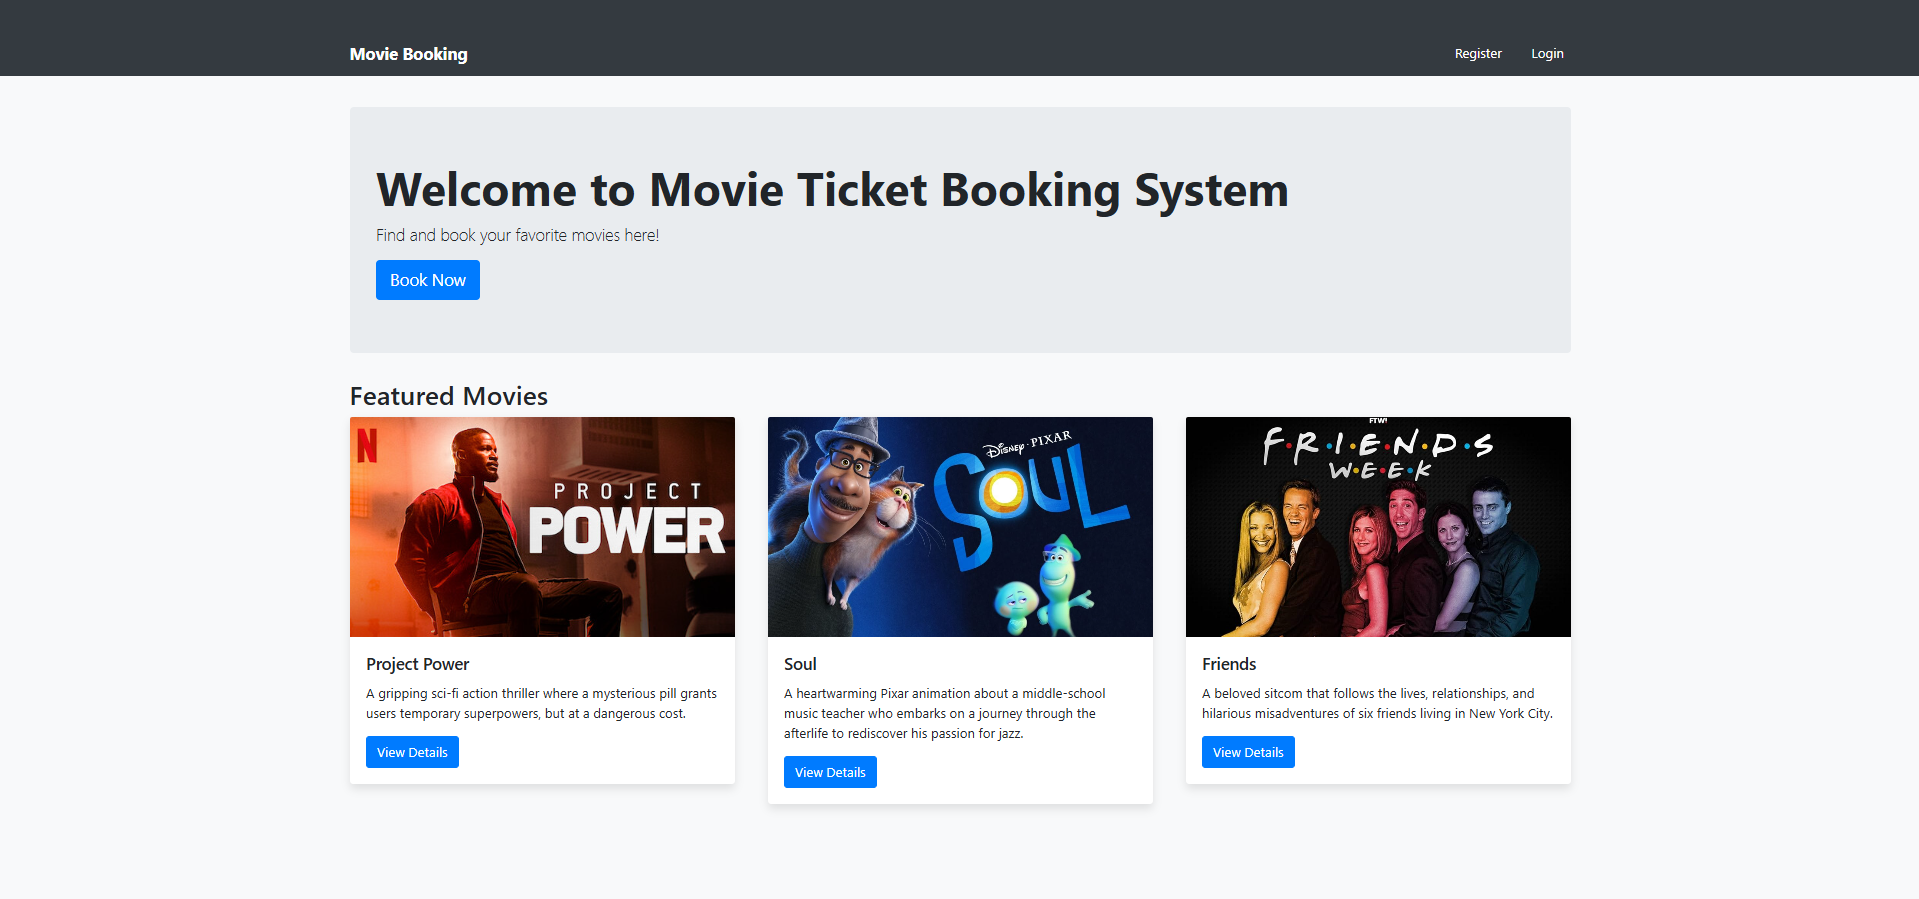 Movie Booking
Register
Login
Welcome to Movie Ticket Booking System
Find and book your favorite movies here!
Book Now
Featured Movies
N
PROJECT
POWER
Project Power
A gripping sci-fi action thriller where a mysterious pill grants
users temporary superpowers, but at a dangerous cost.
View Details
DISNEY · PIXAR
SOUL
Soul
A heartwarming Pixar animation about a middle-school
music teacher who embarks on a journey through the
afterlife to rediscover his passion for jazz.
View Details
FTW!
F•R•I•E•N•D•S
W•E•E•K
Friends
A beloved sitcom that follows the lives, relationships, and
hilarious misadventures of six friends living in New York City.
View Details